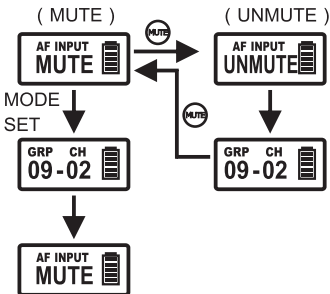 ( MUTE )
( UNMUTE )
MUTE
AF INPUT
MUTE
AF INPUT
UNMUTE
MODE
SET
MUTE
GRP CH
09-02
GRP CH
09-02
AF INPUT
MUTE